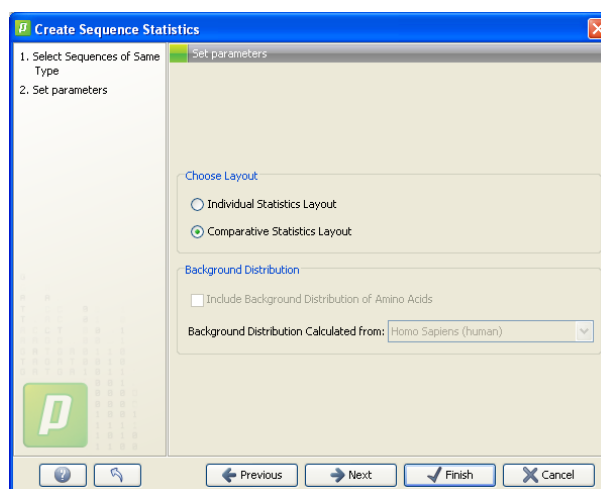 Create Sequence Statistics
1. Select Sequences of Same
Type
2. Set parameters
Set parameters
Choose Layout
Individual Statistics Layout
Comparative Statistics Layout
Background Distribution
Include Background Distribution of Amino Acids
Background Distribution Calculated from: Homo Sapiens (human)
? Previous Next Finish Cancel